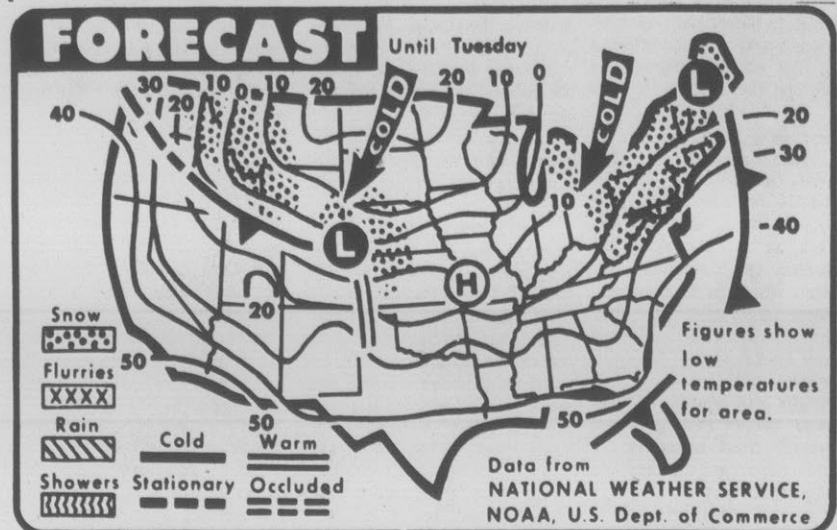 FORECAST
Until Tuesday
30 10 0 10 20 20 10 0
20
40
COLD
COLD
L
20
30
-40
10
L
H
20
Snow
Flurries
XXXX
Rain
Showers
50
50
50
Cold Warm
Stationary Occluded
Figures show
low
temperatures
for area.
Data from
NATIONAL WEATHER SERVICE,
NOAA, U.S. Dept. of Commerce